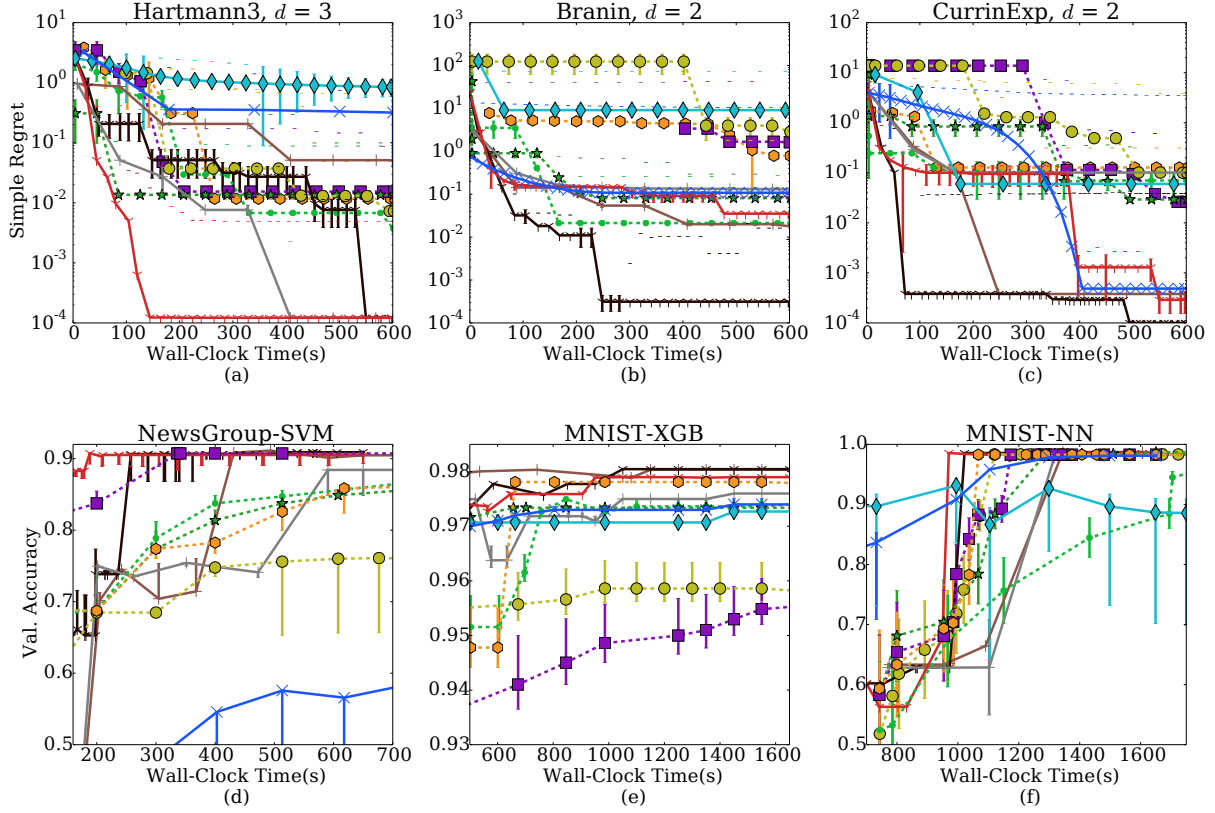 Hartmann3, d = 3
Branin, d = 2
CurrinExp, d = 2
Simple Regret
10^1
10^0
10^-1
10^-2
10^-3
10^-4
0 100 200 300 400 500 600
Wall-Clock Time(s)
(a)
10^3
10^2
10^1
10^0
10^-1
10^-2
10^-3
10^-4
0 100 200 300 400 500 600
Wall-Clock Time(s)
(b)
10^2
10^1
10^0
10^-1
10^-2
10^-3
10^-4
0 100 200 300 400 500 600
Wall-Clock Time(s)
(c)
NewsGroup-SVM
MNIST-XGB
MNIST-NN
Val. Accuracy
0.9
0.8
0.7
0.6
0.5
200 300 400 500 600 700
Wall-Clock Time(s)
(d)
0.98
0.97
0.96
0.95
0.94
0.93
600 800 1000 1200 1400 1600
Wall-Clock Time(s)
(e)
1.0
0.9
0.8
0.7
0.6
0.5
800 1000 1200 1400 1600
Wall-Clock Time(s)
(f)